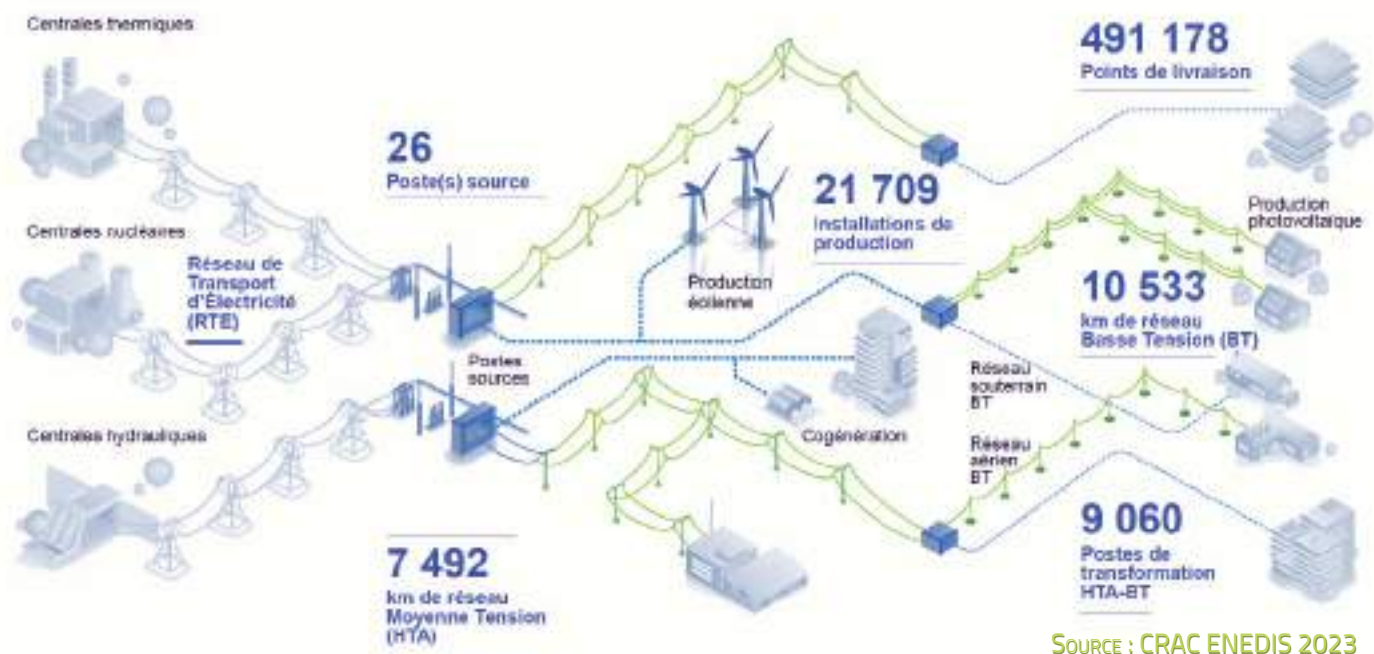 Centrales thermiques
26
Poste(s) source
491 178
Points de livraison
21 709
Installations de
production
Production
photovoltaïque
Centrales nucléaires
Réseau de
Transport
d'Électricité
(RTE)
Production
éolienne
10 533
km de réseau
Basse Tension (BT)
Postes
sources
Réseau
souterrain
BT
Centrales hydrauliques
Cogénération
Réseau
aérien
BT
7 492
km de réseau
Moyenne Tension
(HTA)
9 060
Postes de
transformation
HTA-BT
SOURCE : CRAC ENEDIS 2023